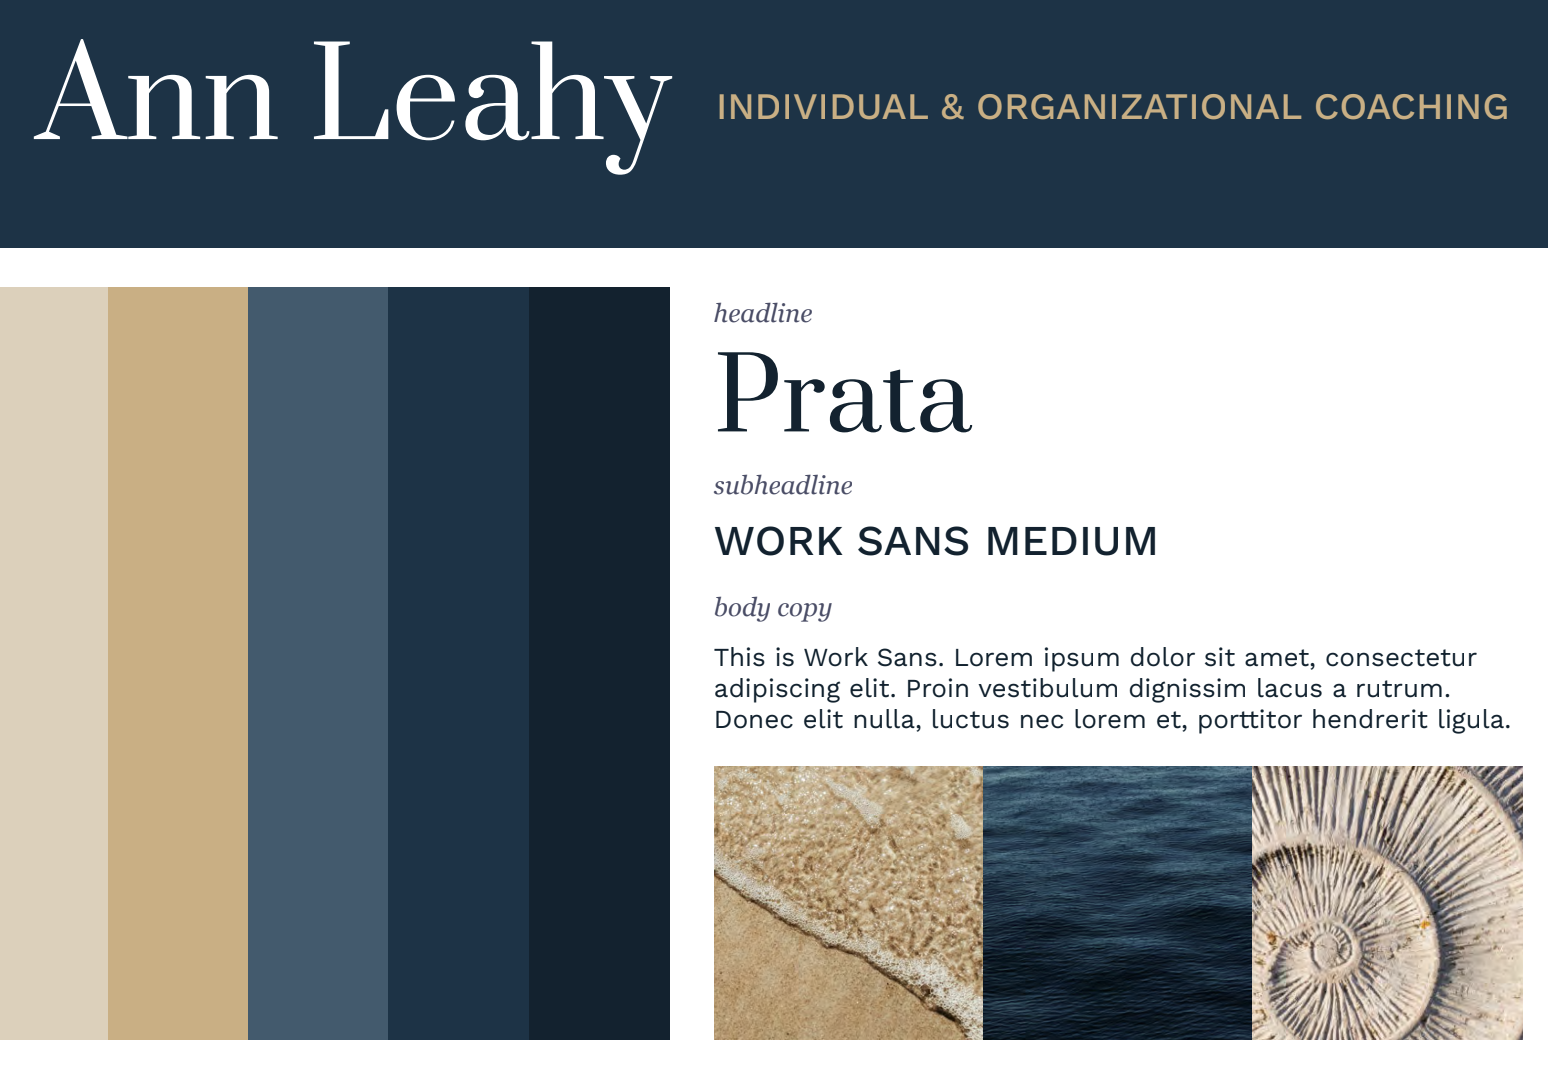 Ann Leahy
INDIVIDUAL & ORGANIZATIONAL COACHING
headline
Prata
subheadline
WORK SANS MEDIUM
body copy
This is Work Sans. Lorem ipsum dolor sit amet, consectetur
adipiscing elit. Proin vestibulum dignissim lacus a rutrum.
Donec elit nulla, luctus nec lorem et, porttitor hendrerit ligula.